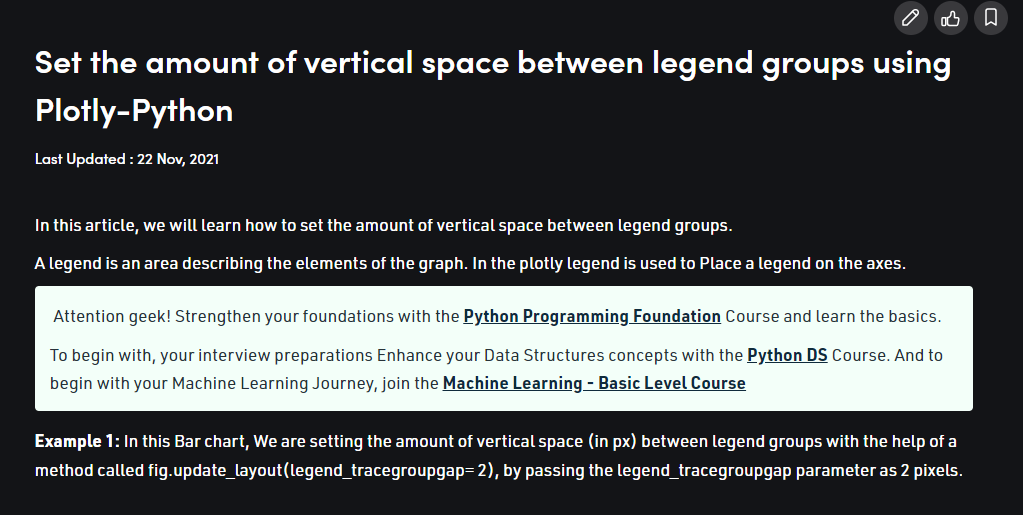 Set the amount of vertical space between legend groups using
Plotly-Python
Last Updated : 22 Nov, 2021
In this article, we will learn how to set the amount of vertical space between legend groups.
A legend is an area describing the elements of the graph. In the plotly legend is used to Place a legend on the axes.
Attention geek! Strengthen your foundations with the Python Programming Foundation Course and learn the basics.
To begin with, your interview preparations Enhance your Data Structures concepts with the Python DS Course. And to
begin with your Machine Learning Journey, join the Machine Learning - Basic Level Course
Example 1: In this Bar chart, We are setting the amount of vertical space (in px) between legend groups with the help of a
method called fig.update_layout(legend_tracegroupgap= 2), by passing the legend_tracegroupgap parameter as 2 pixels.